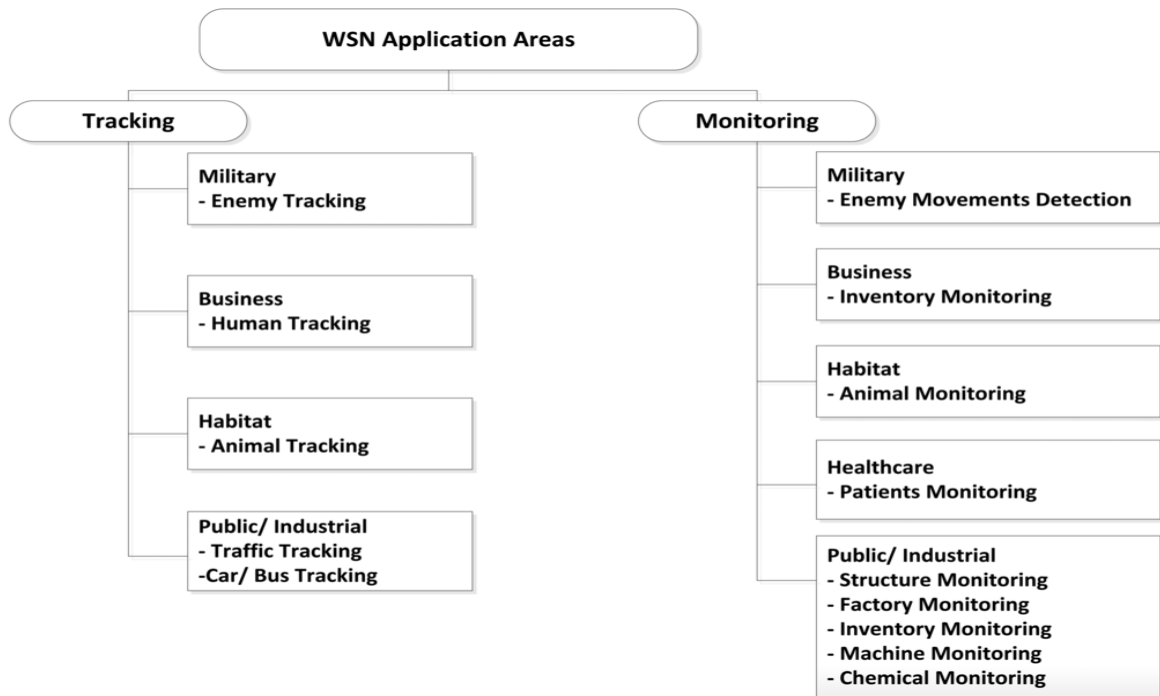 WSN Application Areas
Tracking
Military
- Enemy Tracking
Business
- Human Tracking
Habitat
- Animal Tracking
Public/ Industrial
- Traffic Tracking
-Car/ Bus Tracking
Monitoring
Military
- Enemy Movements Detection
Business
- Inventory Monitoring
Habitat
- Animal Monitoring
Healthcare
- Patients Monitoring
Public/ Industrial
- Structure Monitoring
- Factory Monitoring
- Inventory Monitoring
- Machine Monitoring
- Chemical Monitoring